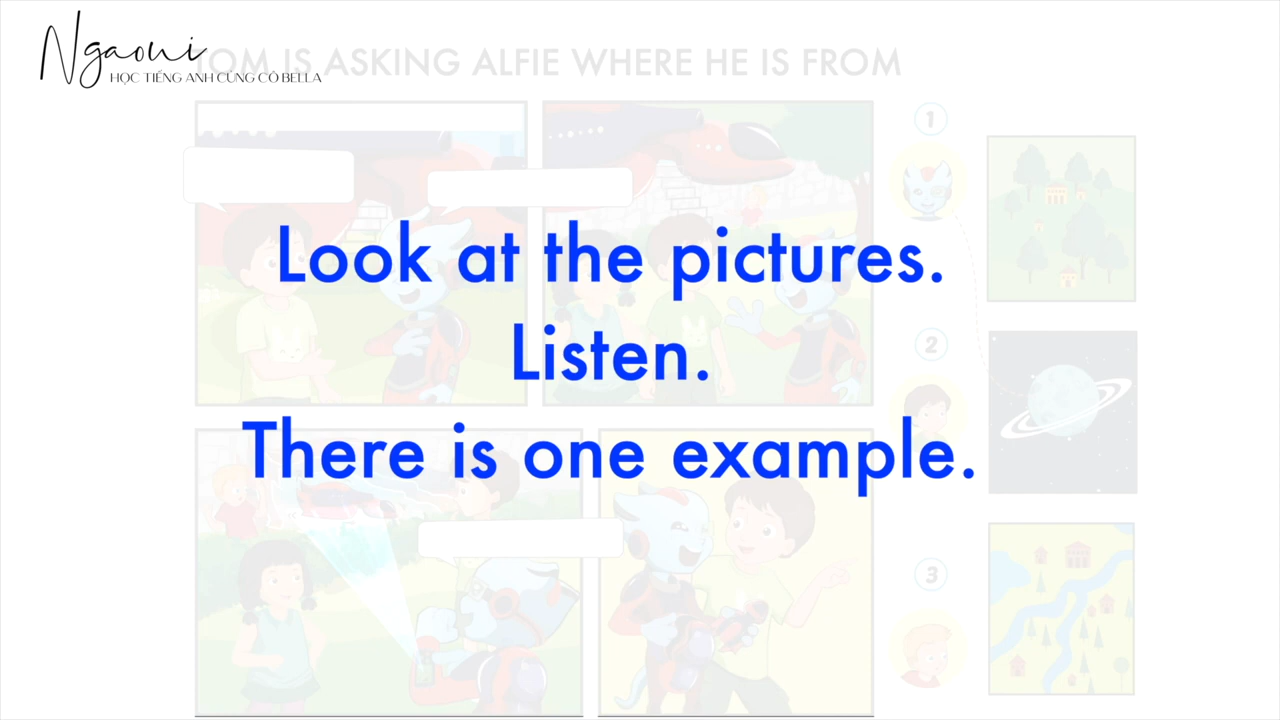 Ngaoni
HỌC TIẾNG ANH CÙNG CÔ BELLA
TOM IS ASKING ALFIE WHERE HE IS FROM
1
Look at the pictures.
2
Listen.
There is one example.
3